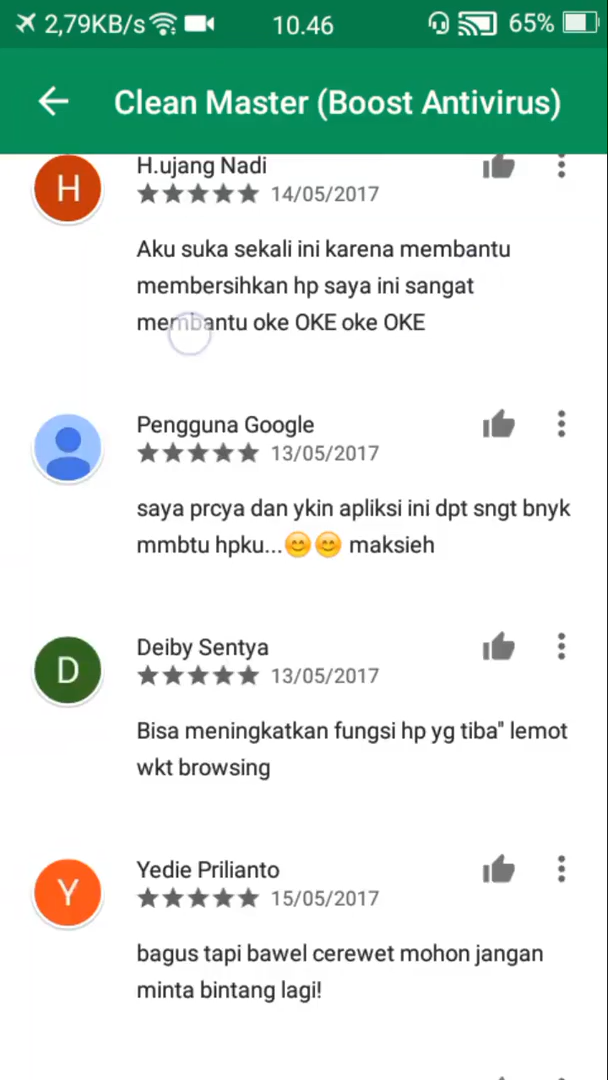 2,79KB/s 10.46 65%
Clean Master (Boost Antivirus)
H
H.ujang Nadi
14/05/2017
Aku suka sekali ini karena membantu
membersihkan hp saya ini sangat
membantu oke OKE oke OKE
Pengguna Google
13/05/2017
saya prcya dan ykin apliksi ini dpt sngt bnyk
mmbtu hpku...😊😊 maksieh
D
Deiby Sentya
13/05/2017
Bisa meningkatkan fungsi hp yg tiba" lemot
wkt browsing
Y
Yedie Prilianto
15/05/2017
bagus tapi bawel cerewet mohon jangan
minta bintang lagi!